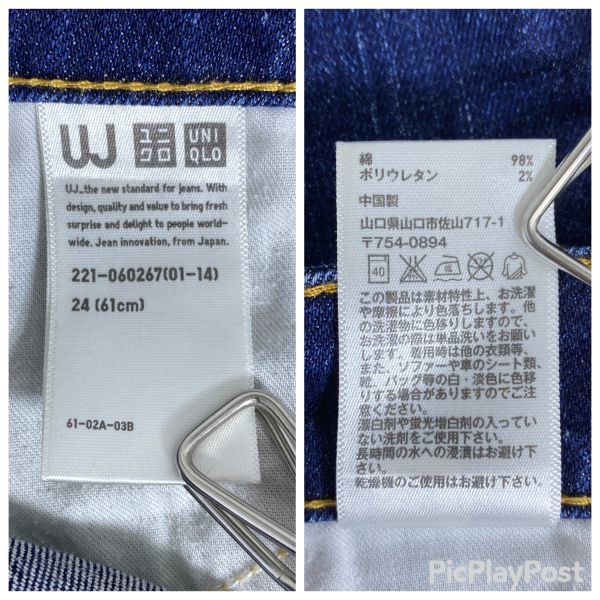 UJ ユニクロ UNIQLO
UJ_the new standard for jeans. With
design, quality and value to bring fresh
surprise and delight to people world-
wide. Jean innovation, from Japan.
221-060267(01-14)
24 (61cm)
61-02A-03B
綿 98%
ポリウレタン 2%
中国製
山口県山口市佐山717-1
〒754-0894
40
この製品は素材特性上、お洗濯
や摩擦により色落ちします。他
の洗濯物に色移りしますので、
お洗濯の際は単品洗いをお願い
します。着用時は他の衣類等、
また、ソファーや車のシート類、
靴、バッグ等の白・淡色に色移
りする場合がありますのでご注
意ください。
漂白剤や蛍光増白剤の入ってい
ない洗剤をご使用下さい。
長時間の水への浸漬はお避け下
さい。
乾燥機のご使用はお避け下さい。
PicPlayPost